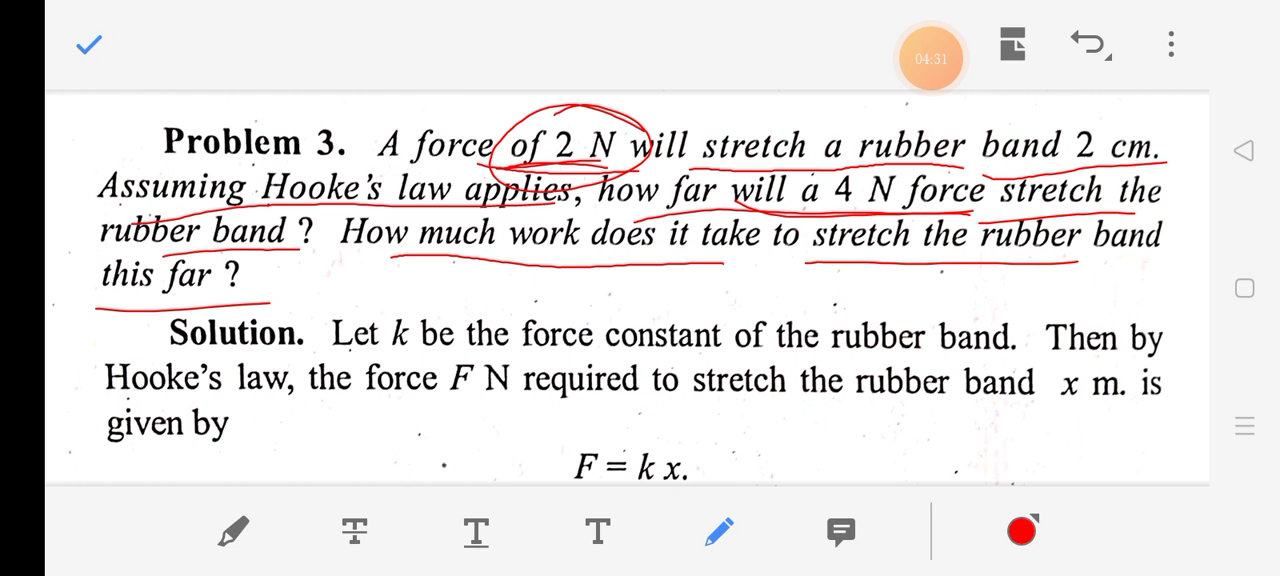 04:31
Problem 3. A force of 2 N will stretch a rubber band 2 cm.
Assuming Hooke's law applies, how far will a 4 N force stretch the
rubber band ? How much work does it take to stretch the rubber band
this far ?
Solution. Let k be the force constant of the rubber band. Then by
Hooke's law, the force F N required to stretch the rubber band x m. is
given by
F = k x.
T T T